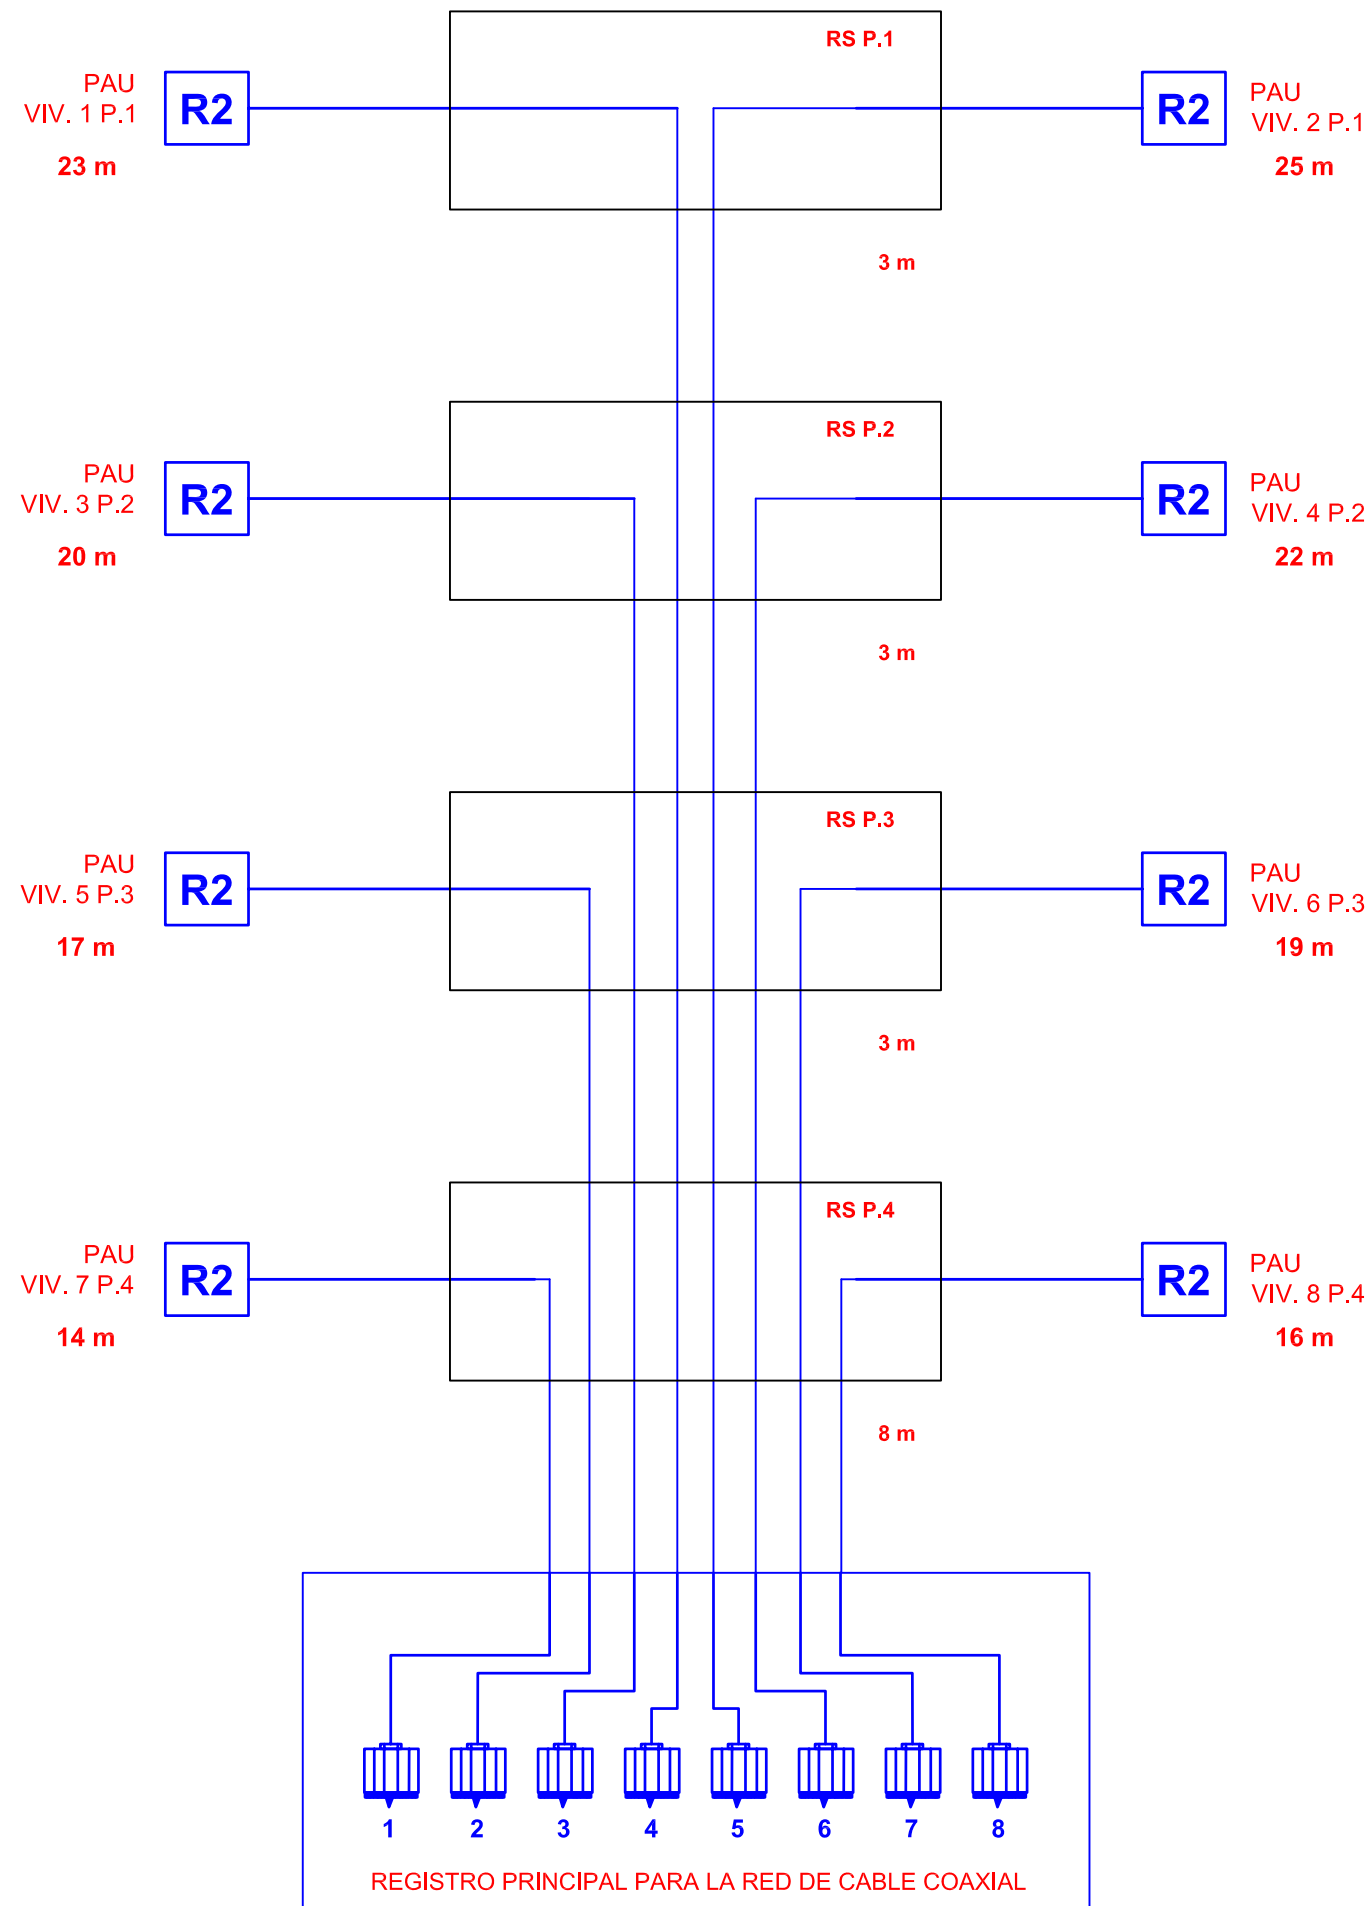 RS P.1
PAU
VIV. 1 P.1
23 m
R2
R2
PAU
VIV. 2 P.1
25 m
3 m
RS P.2
PAU
VIV. 3 P.2
20 m
R2
R2
PAU
VIV. 4 P.2
22 m
3 m
RS P.3
PAU
VIV. 5 P.3
17 m
R2
R2
PAU
VIV. 6 P.3
19 m
3 m
RS P.4
PAU
VIV. 7 P.4
14 m
R2
R2
PAU
VIV. 8 P.4
16 m
8 m
1 2 3 4 5 6 7 8
REGISTRO PRINCIPAL PARA LA RED DE CABLE COAXIAL